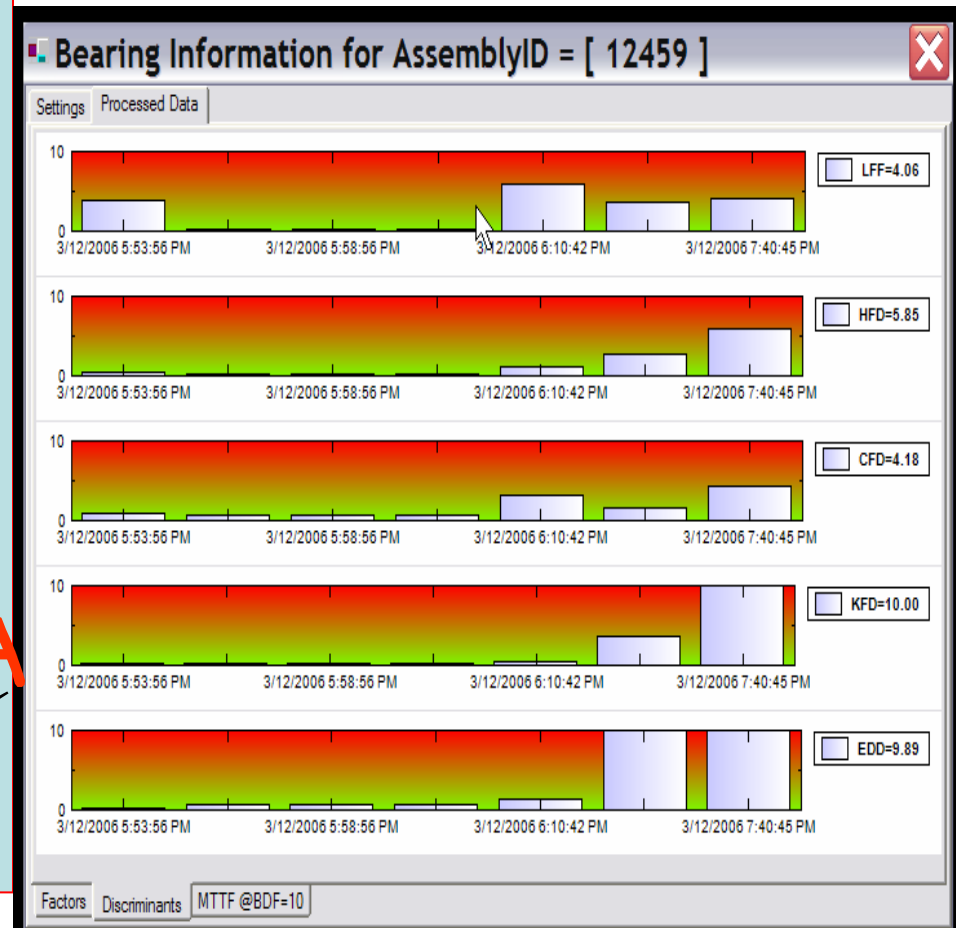 Bearing Information for AssemblyID = [ 12459 ]
Settings Processed Data
10
0
LFF=4.06
3/12/2006 5:53:56 PM 3/12/2006 5:58:56 PM 3/12/2006 6:10:42 PM 3/12/2006 7:40:45 PM
10
0
HFD=5.85
3/12/2006 5:53:56 PM 3/12/2006 5:58:56 PM 3/12/2006 6:10:42 PM 3/12/2006 7:40:45 PM
10
0
CFD=4.18
3/12/2006 5:53:56 PM 3/12/2006 5:58:56 PM 3/12/2006 6:10:42 PM 3/12/2006 7:40:45 PM
10
0
KFD=10.00
3/12/2006 5:53:56 PM 3/12/2006 5:58:56 PM 3/12/2006 6:10:42 PM 3/12/2006 7:40:45 PM
A
10
0
EDD=9.89
3/12/2006 5:53:56 PM 3/12/2006 5:58:56 PM 3/12/2006 6:10:42 PM 3/12/2006 7:40:45 PM
Factors Discriminants MTTF @BDF=10